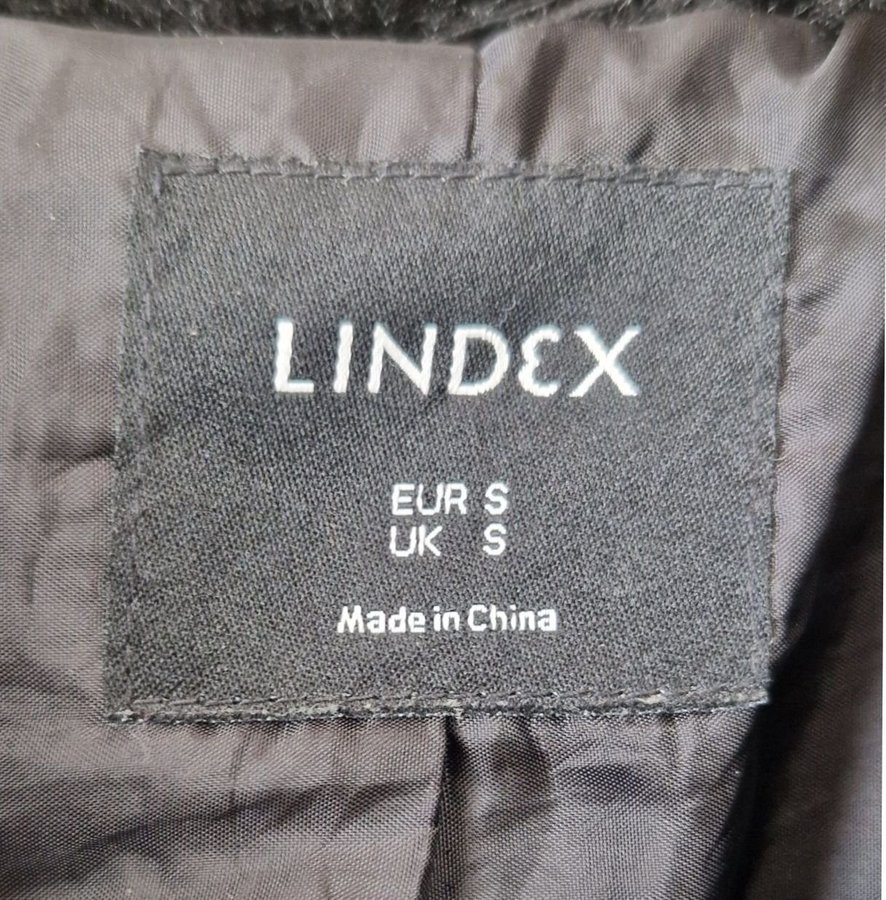 LINDEX
EUR S
UK S
Made in China